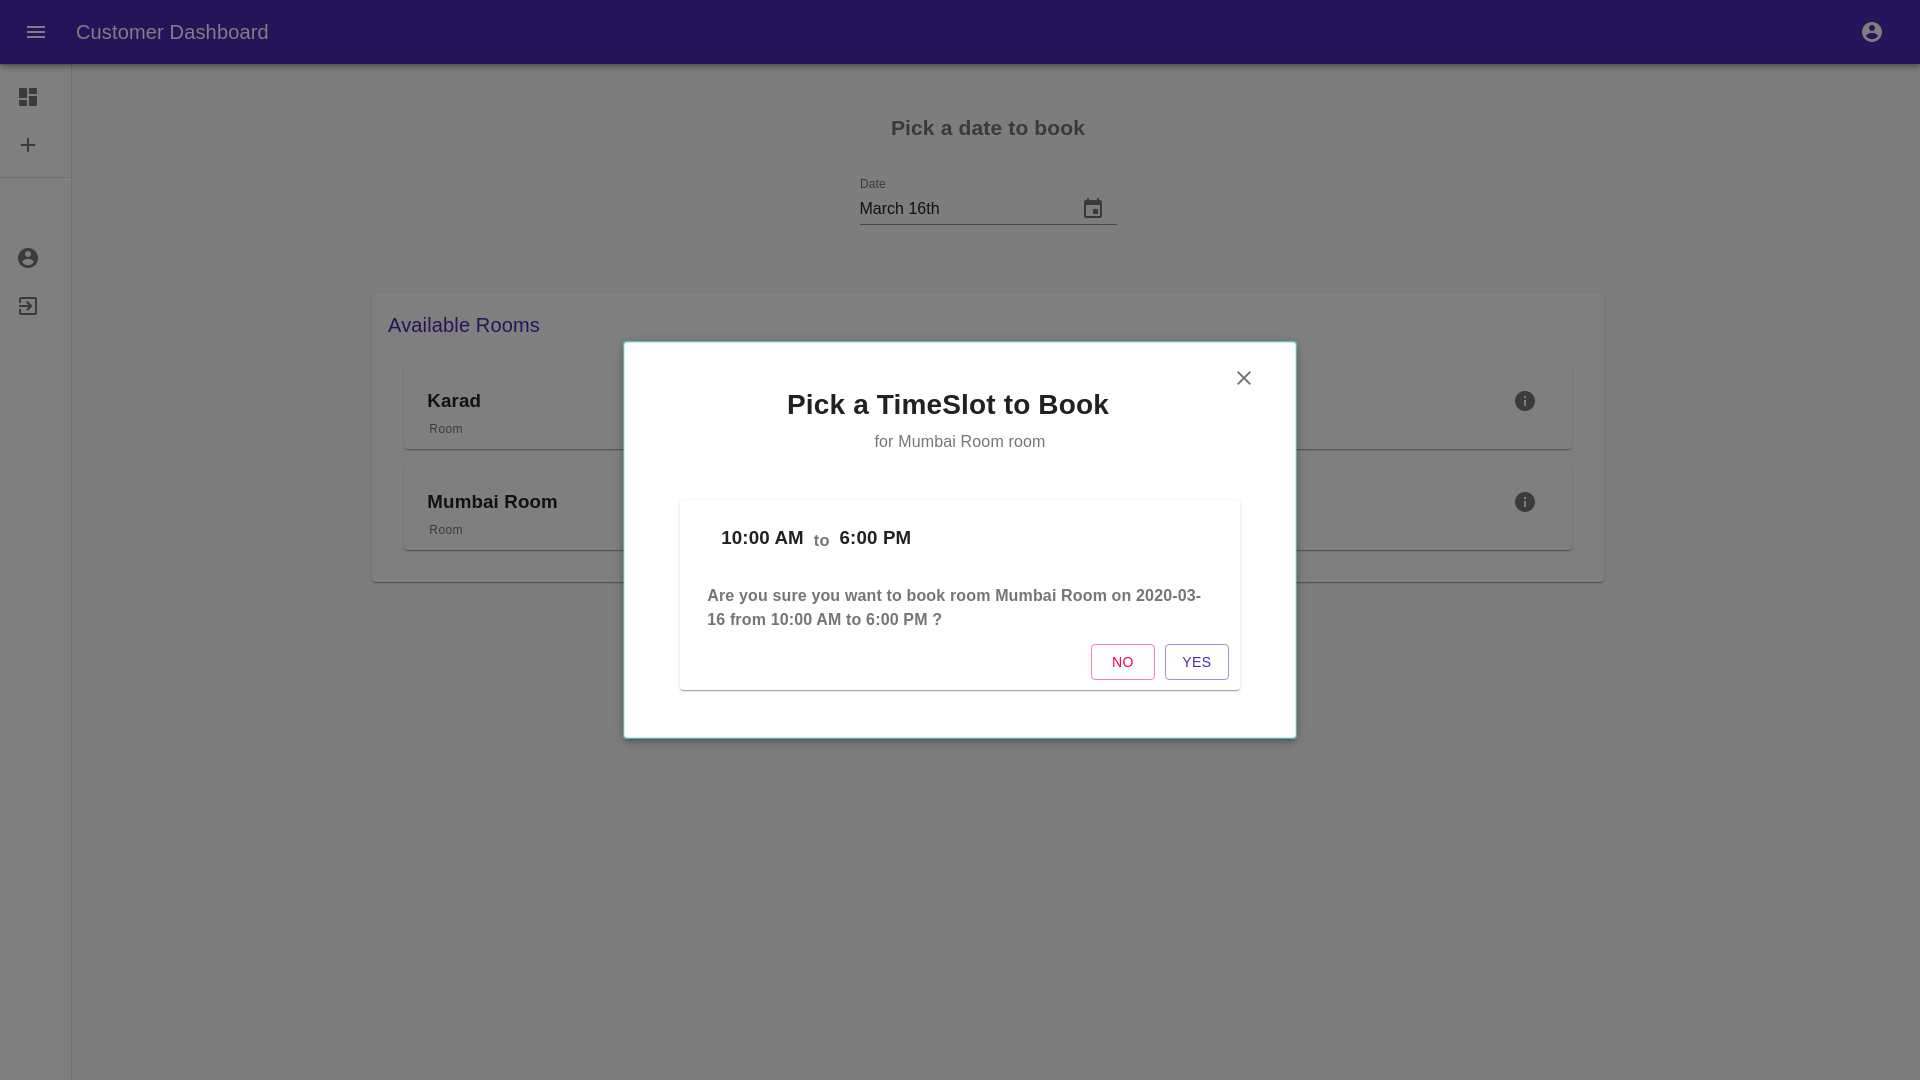 Customer Dashboard
Pick a date to book
Date
March 16th
Available Rooms
Karad
Room
Mumbai Room
Room
Pick a TimeSlot to Book
for Mumbai Room room
10:00 AM to 6:00 PM
Are you sure you want to book room Mumbai Room on 2020-03-
16 from 10:00 AM to 6:00 PM ?
NO YES